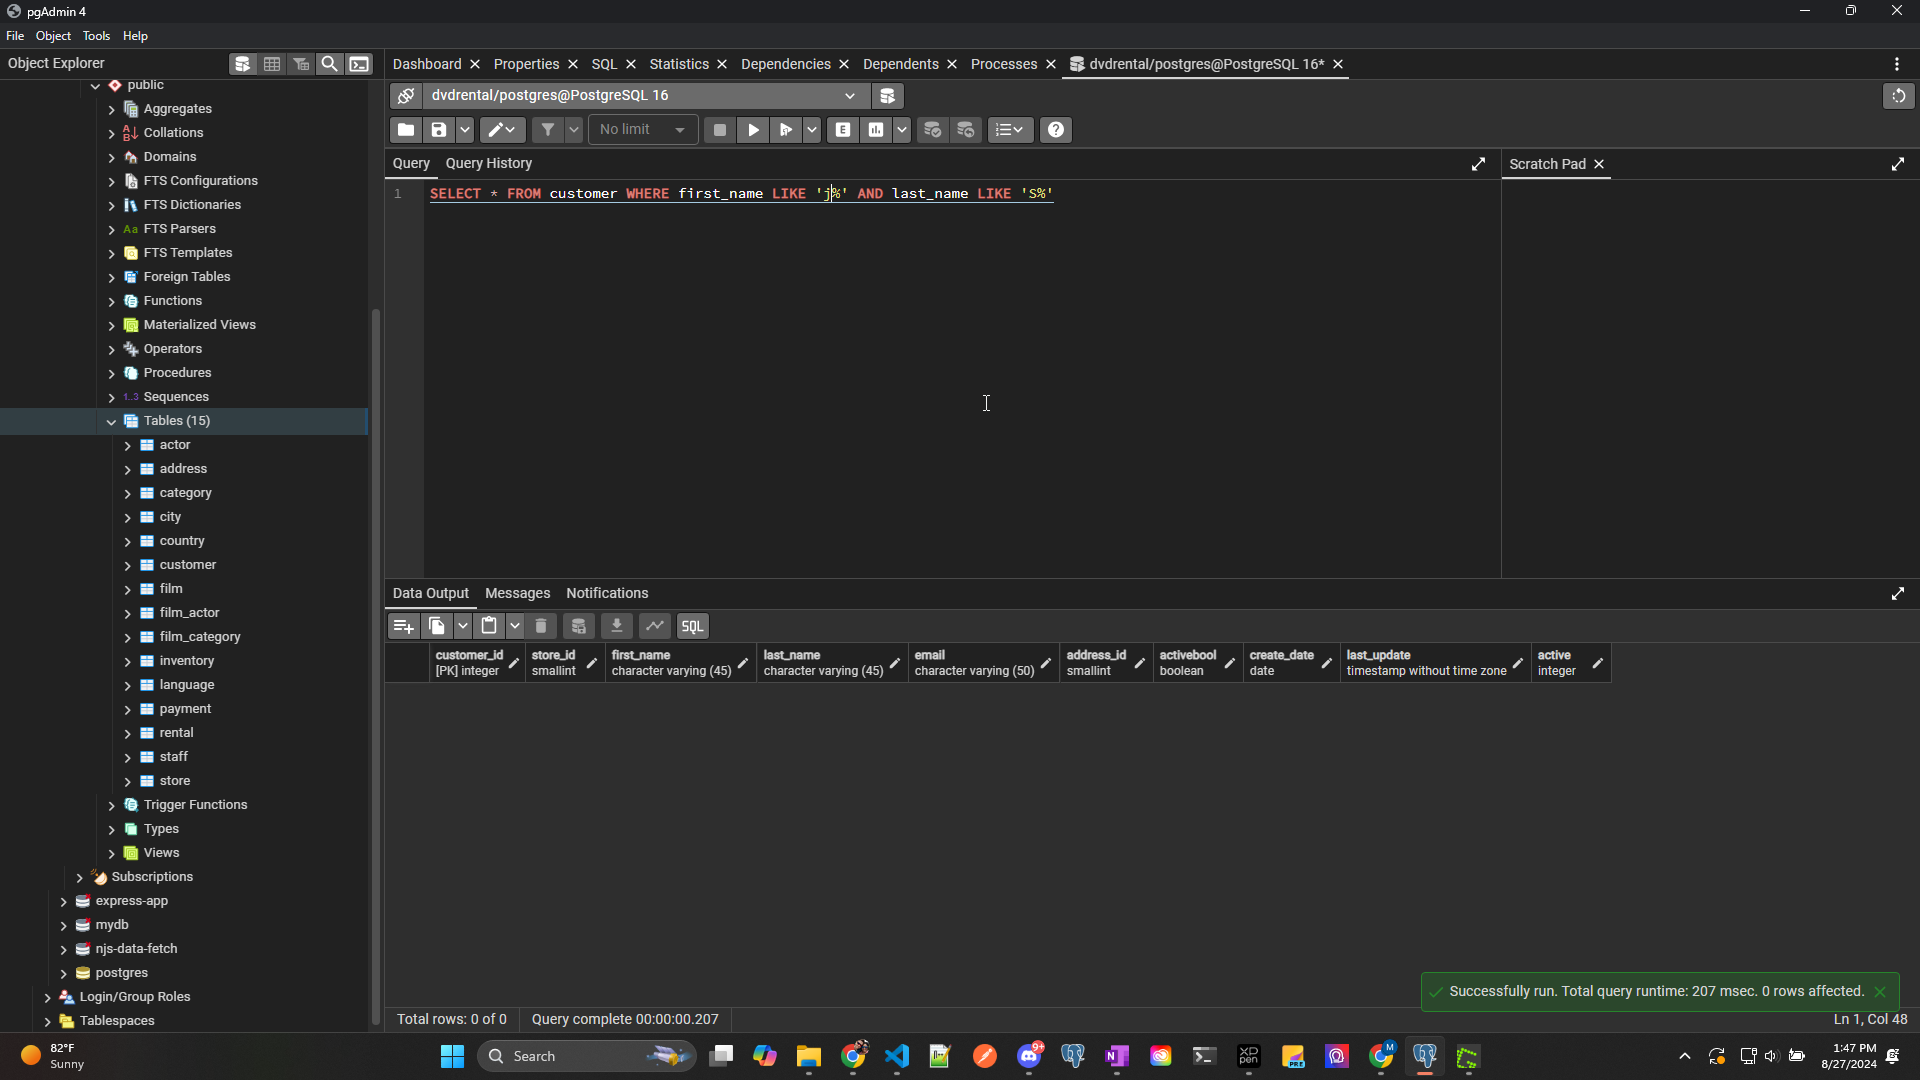 pgAdmin 4
File Object Tools Help
Object Explorer
Dashboard Properties SQL Statistics Dependencies Dependents Processes dvdrental/postgres@PostgreSQL 16*
public
Aggregates
Collations
Domains
FTS Configurations
FTS Dictionaries
Aa FTS Parsers
FTS Templates
Foreign Tables
Functions
Materialized Views
Operators
Procedures
1..3 Sequences
Tables (15)
actor
address
category
city
country
customer
film
film_actor
film_category
inventory
language
payment
rental
staff
store
Trigger Functions
Types
Views
Subscriptions
express-app
mydb
njs-data-fetch
postgres
Login/Group Roles
Tablespaces
dvdrental/postgres@PostgreSQL 16
No limit
E
Query Query History
Scratch Pad
1 SELECT * FROM customer WHERE first_name LIKE 'j%' AND last_name LIKE 'S%'
Data Output Messages Notifications
SQL
customer_id store_id first_name last_name email address_id activebool create_date last_update active
[PK] integer smallint character varying (45) character varying (45) character varying (50) smallint boolean date timestamp without time zone integer
Successfully run. Total query runtime: 207 msec. 0 rows affected.
Total rows: 0 of 0 Query complete 00:00:00.207 Ln 1, Col 48
82°F
Sunny
Search
9+
XP
PEN
PRE
M
1:47 PM
8/27/2024